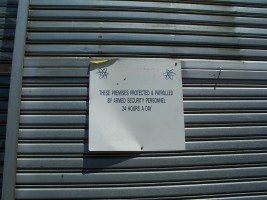 THESE PREMISES PROTECTED & PATROLLED
BY ARMED SECURITY PERSONNEL
24 HOURS A DAY